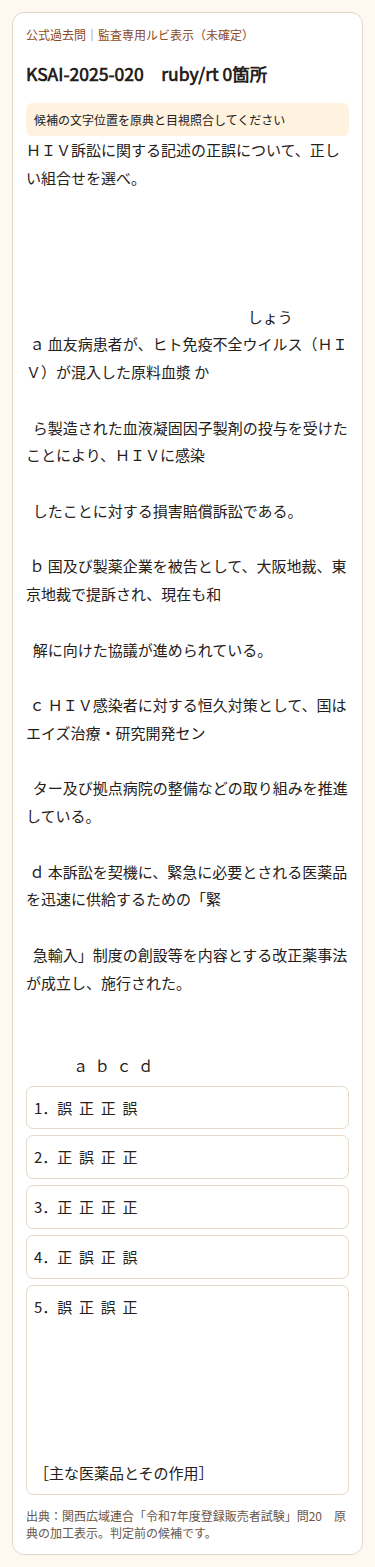 公式過去問｜監査専用ルビ表示（未確定）
KSAI-2025-020　ruby/rt 0箇所
候補の文字位置を原典と目視照合してください
ＨＩＶ訴訟に関する記述の正誤について、正し
い組合せを選べ。
しょう
ａ 血友病患者が、ヒト免疫不全ウイルス（ＨＩ
Ｖ）が混入した原料血漿 か
ら製造された血液凝固因子製剤の投与を受けた
ことにより、ＨＩＶに感染
したことに対する損害賠償訴訟である。
ｂ 国及び製薬企業を被告として、大阪地裁、東
京地裁で提訴され、現在も和
解に向けた協議が進められている。
ｃ ＨＩＶ感染者に対する恒久対策として、国は
エイズ治療・研究開発セン
ター及び拠点病院の整備などの取り組みを推進
している。
ｄ 本訴訟を契機に、緊急に必要とされる医薬品
を迅速に供給するための「緊
急輸入」制度の創設等を内容とする改正薬事法
が成立し、施行された。
ａ ｂ ｃ ｄ
1．誤 正 正 誤
2．正 誤 正 正
3．正 正 正 正
4．正 誤 正 誤
5．誤 正 誤 正
［主な医薬品とその作用］
出典：関西広域連合「令和7年度登録販売者試験」問20　原
典の加工表示。判定前の候補です。